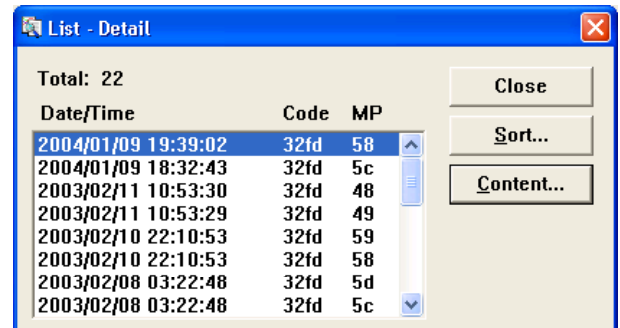 List - Detail
Total: 22
Date/Time Code MP
2004/01/09 19:39:02 32fd 58
2004/01/09 18:32:43 32fd 5c
2003/02/11 10:53:30 32fd 48
2003/02/11 10:53:29 32fd 49
2003/02/10 22:10:53 32fd 59
2003/02/10 22:10:53 32fd 58
2003/02/08 03:22:48 32fd 5d
2003/02/08 03:22:48 32fd 5c
Close
Sort...
Content...